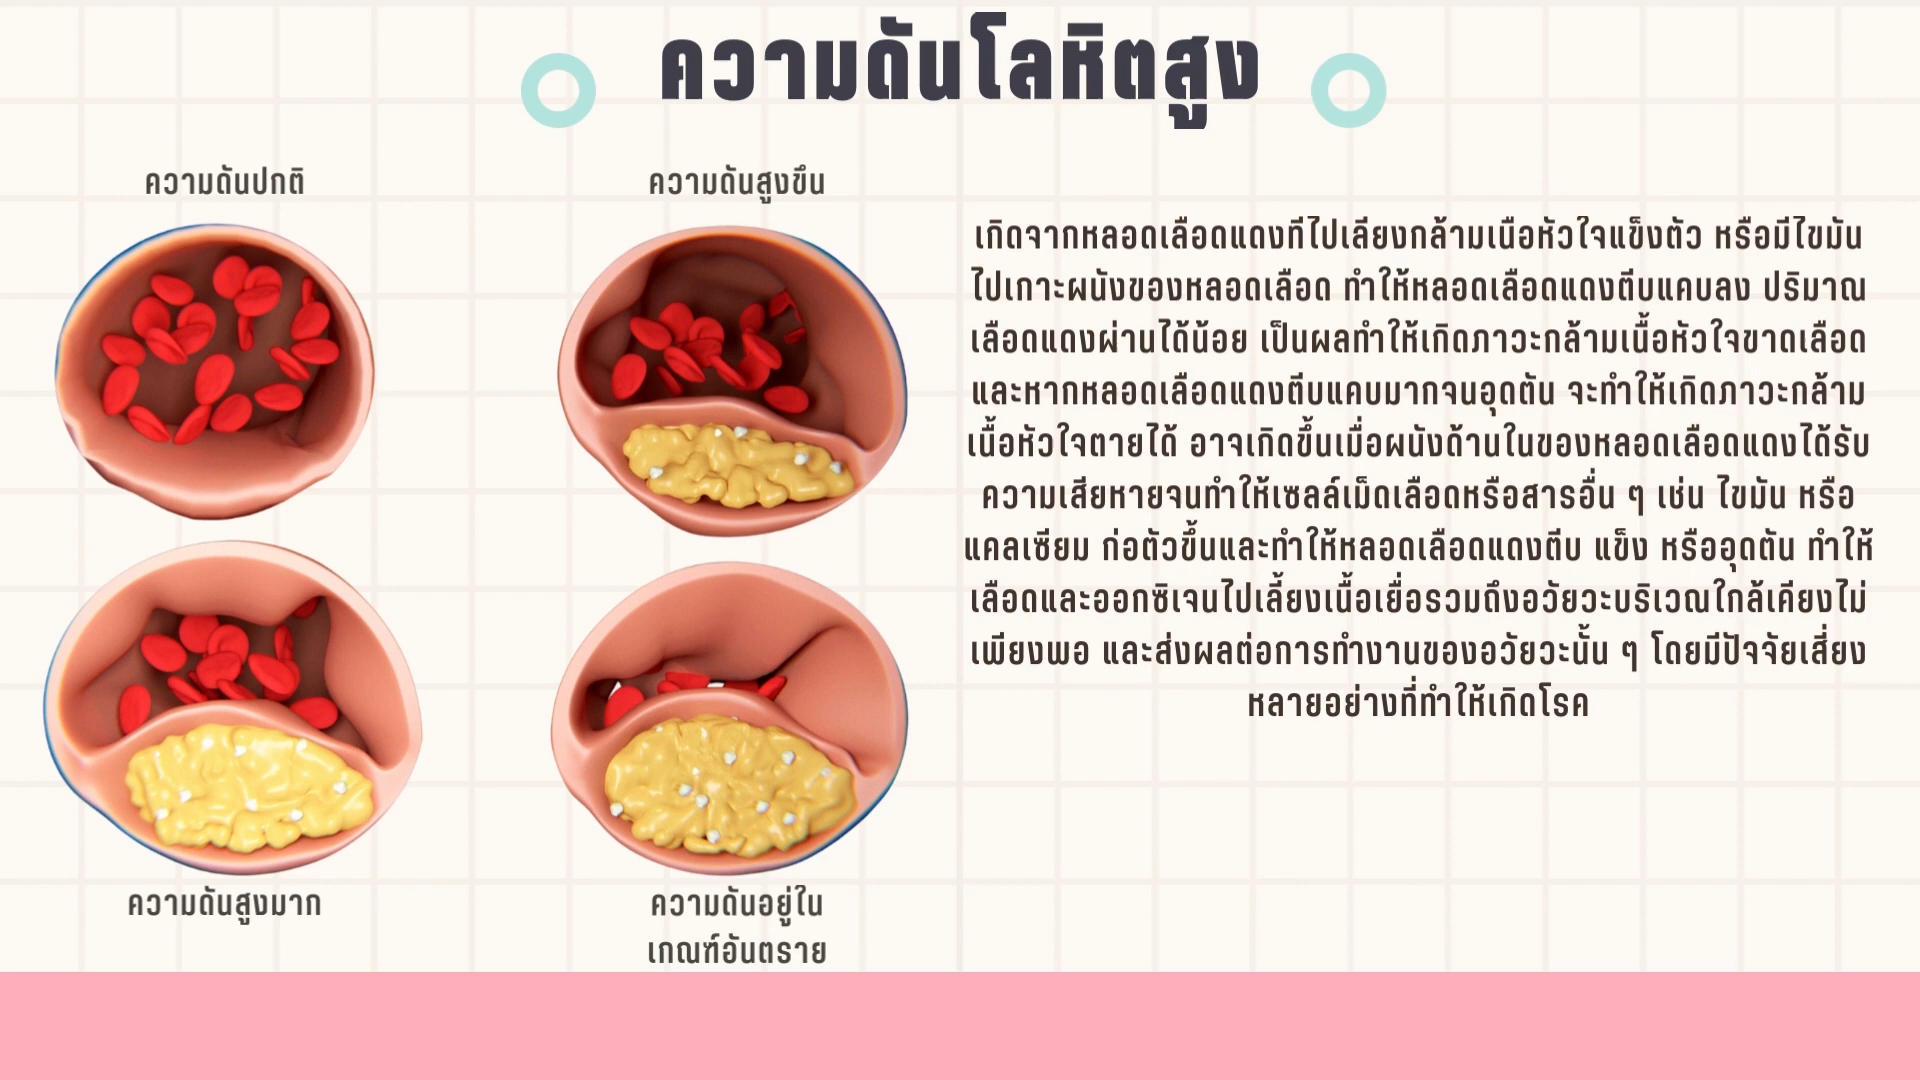 ความดันโลหิตสูง
ความดันปกติ
ความดันสูงขึน
เกิดจากหลอดเลือดแดงทีไปเลียงกล้ามเนือหัวใจแข็งตัว หรือมีไขมัน
ไปเกาะผนังของหลอดเลือด ทำให้หลอดเลือดแดงตีบแคบลง ปริมาณ
เลือดแดงผ่านได้น้อย เป็นผลทำให้เกิดภาวะกล้ามเนื้อหัวใจขาดเลือด
และหากหลอดเลือดแดงตีบแคบมากจนอุดตัน จะทำให้เกิดภาวะกล้าม
เนื้อหัวใจตายได้ อาจเกิดขึ้นเมื่อผนังด้านในของหลอดเลือดแดงได้รับ
ความเสียหายจนทำให้เซลล์เม็ดเลือดหรือสารอื่น ๆ เช่น ไขมัน หรือ
แคลเซียม ก่อตัวขึ้นและทำให้หลอดเลือดแดงตีบ แข็ง หรืออุดตัน ทำให้
เลือดและออกซิเจนไปเลี้ยงเนื้อเยื่อรวมถึงอวัยวะบริเวณใกล้เคียงไม่
เพียงพอ และส่งผลต่อการทำงานของอวัยวะนั้น ๆ โดยมีปัจจัยเสี่ยง
หลายอย่างที่ทำให้เกิดโรค
ความดันสูงมาก
ความดันอยู่ใน
เกณฑ์อันตราย